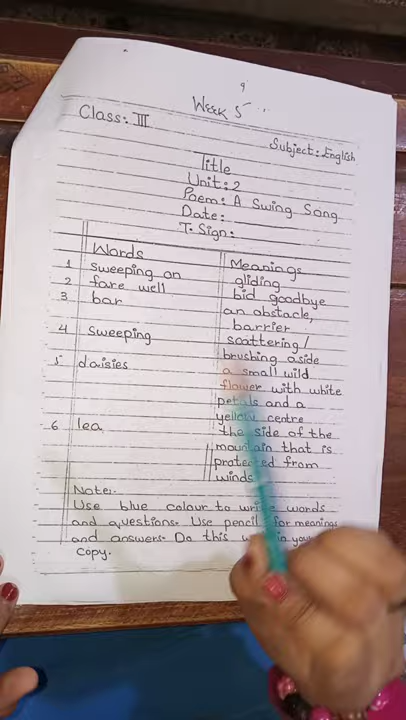 9
Week 5
Class: III
Subject: English
Title
Unit: 2
Poem: A Swing Song
Date:
T. Sign:
Words Meanings
1 sweeping on gliding
2 fare well bid goodbye
3 bar an obstacle,
barrier
4 sweeping scattering/
brushing aside
5 daisies a small wild
flower with white
petals and a
yellow centre
6 lea the side of the
mountain that is
protected from
winds
Note:-
Use blue colour to write words
and questions. Use pencil for meanings
and answers. Do this in your
copy.